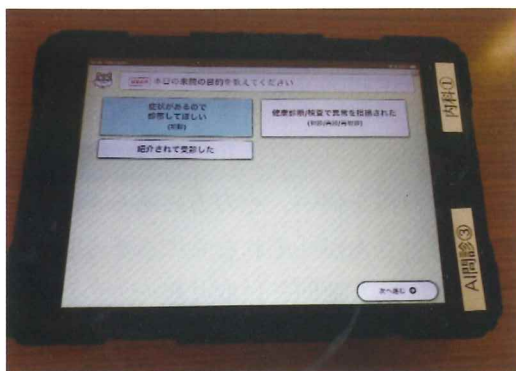 本日の来院の目的を教えてください
症状があるので
診察してほしい
(初診)
健康診断/検査で異常を指摘された
紹介されて受診した
次へ進む
内科①
AI問診③